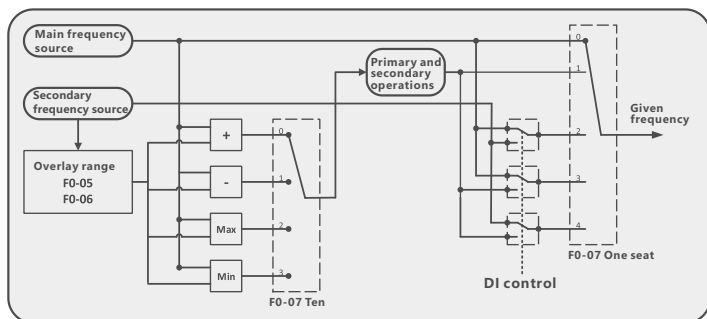 Main frequency
source
Secondary
frequency source
Overlay range
F0-05
F0-06
+
-
Max
Min
0
1
2
3
F0-07 Ten
Primary and
secondary
operations
0
1
2
3
4
F0-07 One seat
DI control
Given
frequency